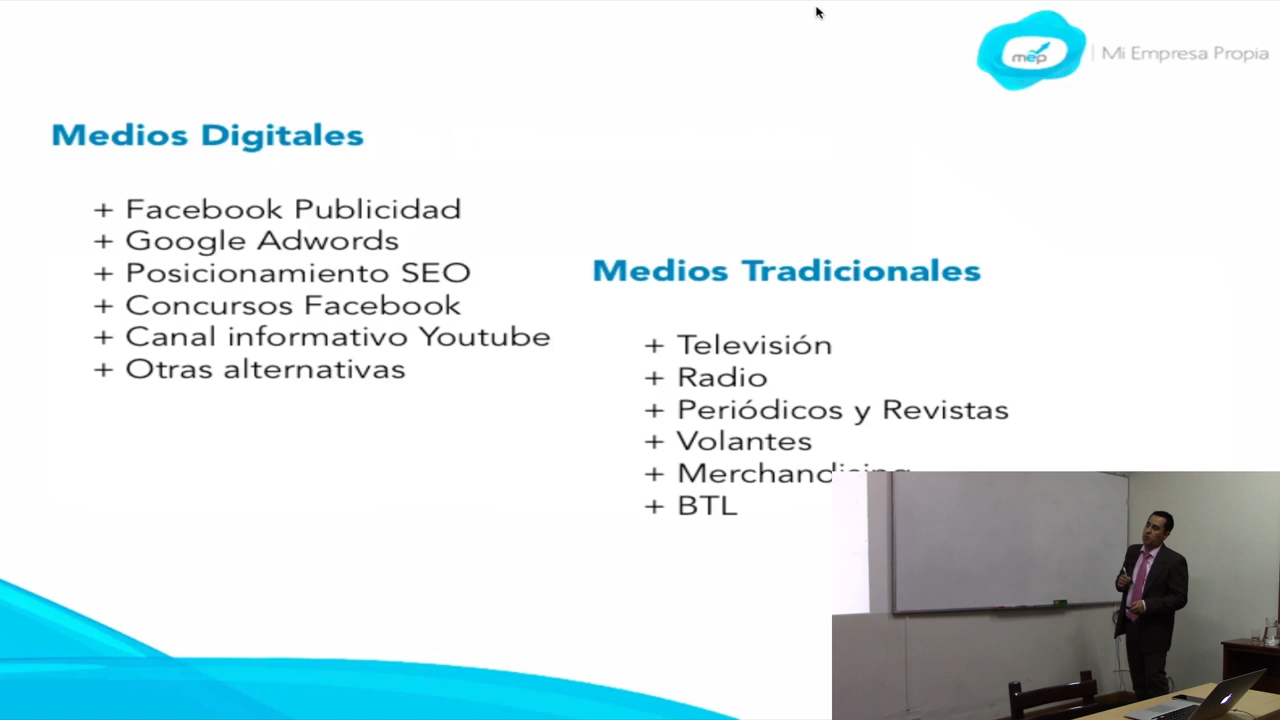 mep
Mi Empresa Propia
Medios Digitales
+ Facebook Publicidad
+ Google Adwords
+ Posicionamiento SEO
+ Concursos Facebook
+ Canal informativo Youtube
+ Otras alternativas
Medios Tradicionales
+ Televisión
+ Radio
+ Periódicos y Revistas
+ Volantes
+ Merchandising
+ BTL